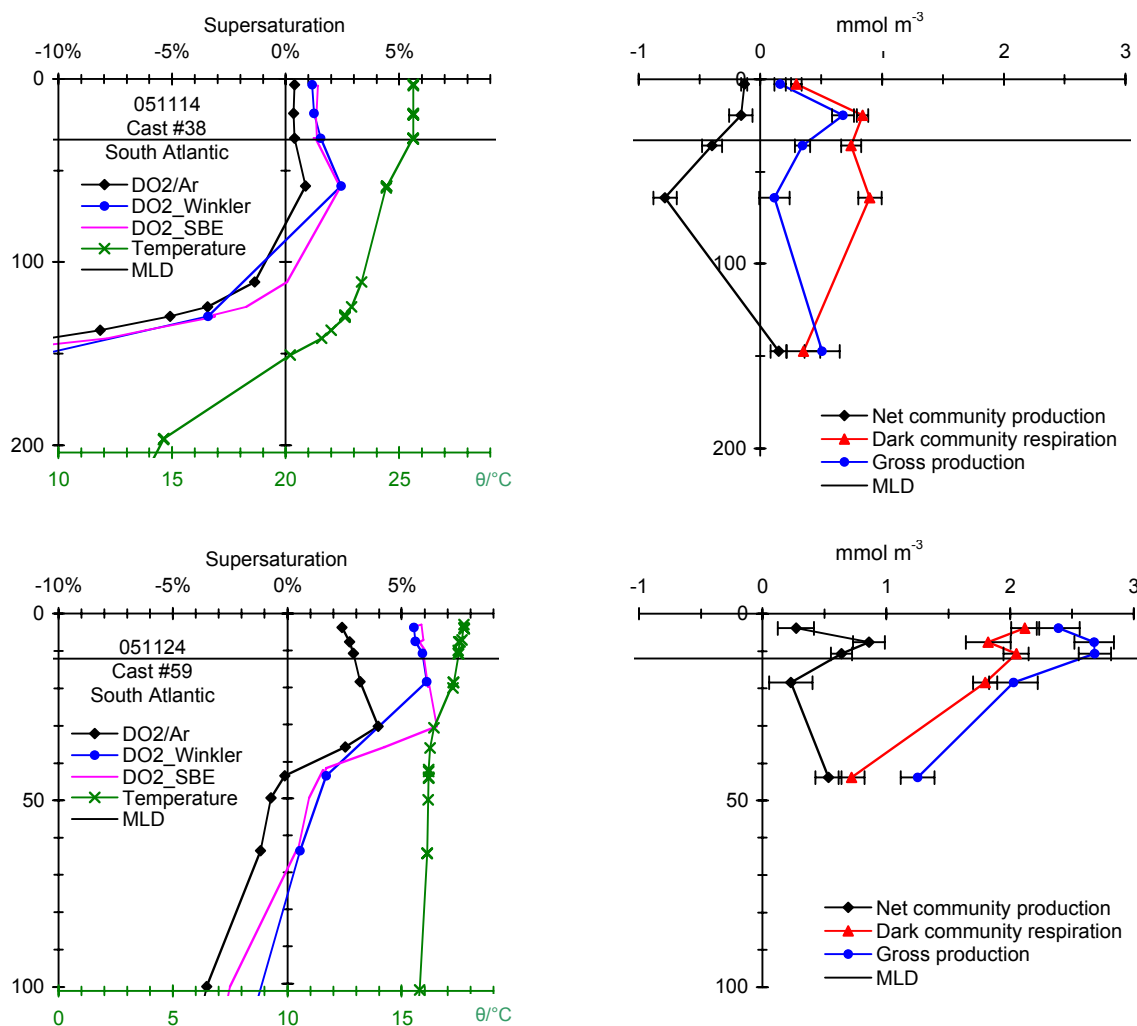 Supersaturation
-10% -5% 0% 5%
0
051114
Cast #38
South Atlantic
DO2/Ar
DO2_Winkler
DO2_SBE
Temperature
MLD
100
200
10 15 20 25 θ/°C
mmol m-3
-1 0 1 2 3
0
100
Net community production
Dark community respiration
Gross production
MLD
200
Supersaturation
-10% -5% 0% 5%
0
051124
Cast #59
South Atlantic
DO2/Ar
DO2_Winkler
DO2_SBE
Temperature
MLD
50
100
0 5 10 15 θ/°C
mmol m-3
-1 0 1 2 3
0
50
Net community production
Dark community respiration
Gross production
MLD
100